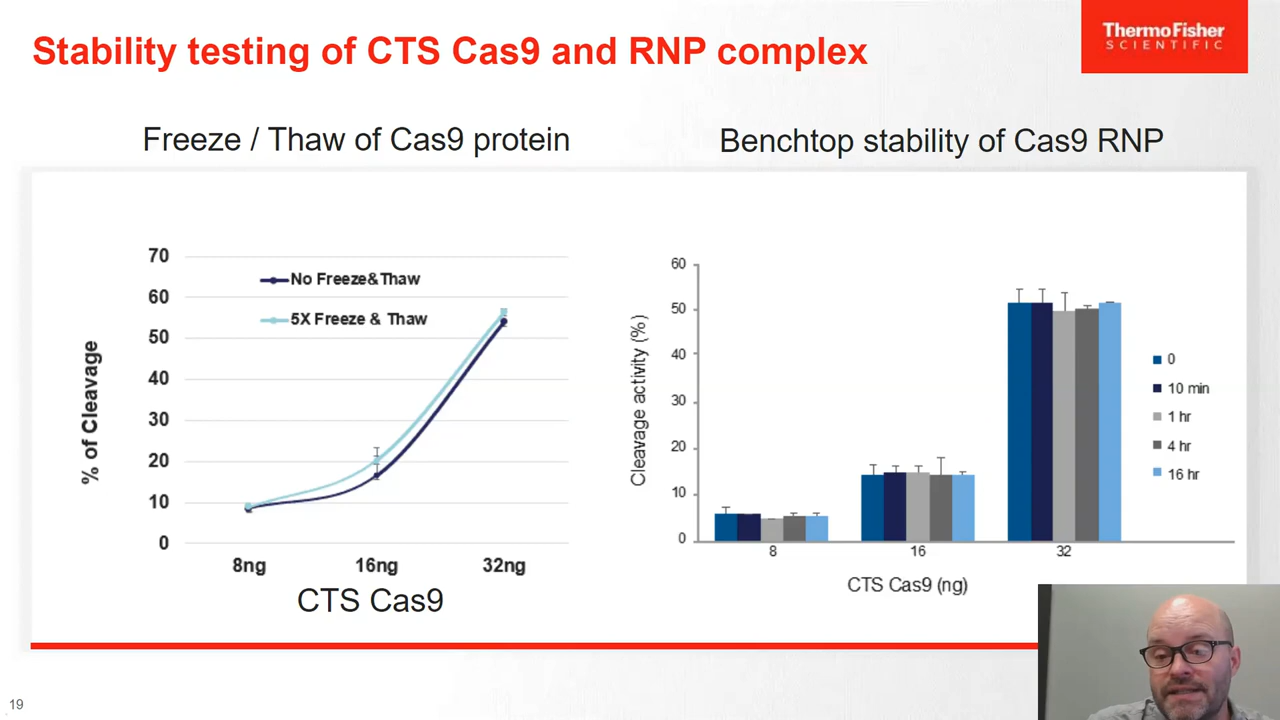 Stability testing of CTS Cas9 and RNP complex
ThermoFisher
SCIENTIFIC
Freeze / Thaw of Cas9 protein
70
60
50
40
30
20
10
0
% of Cleavage
No Freeze&Thaw
5X Freeze & Thaw
8ng
16ng
32ng
CTS Cas9
Benchtop stability of Cas9 RNP
60
50
40
30
20
10
0
Cleavage activity (%)
8
16
32
CTS Cas9 (ng)
0
10 min
1 hr
4 hr
16 hr
19